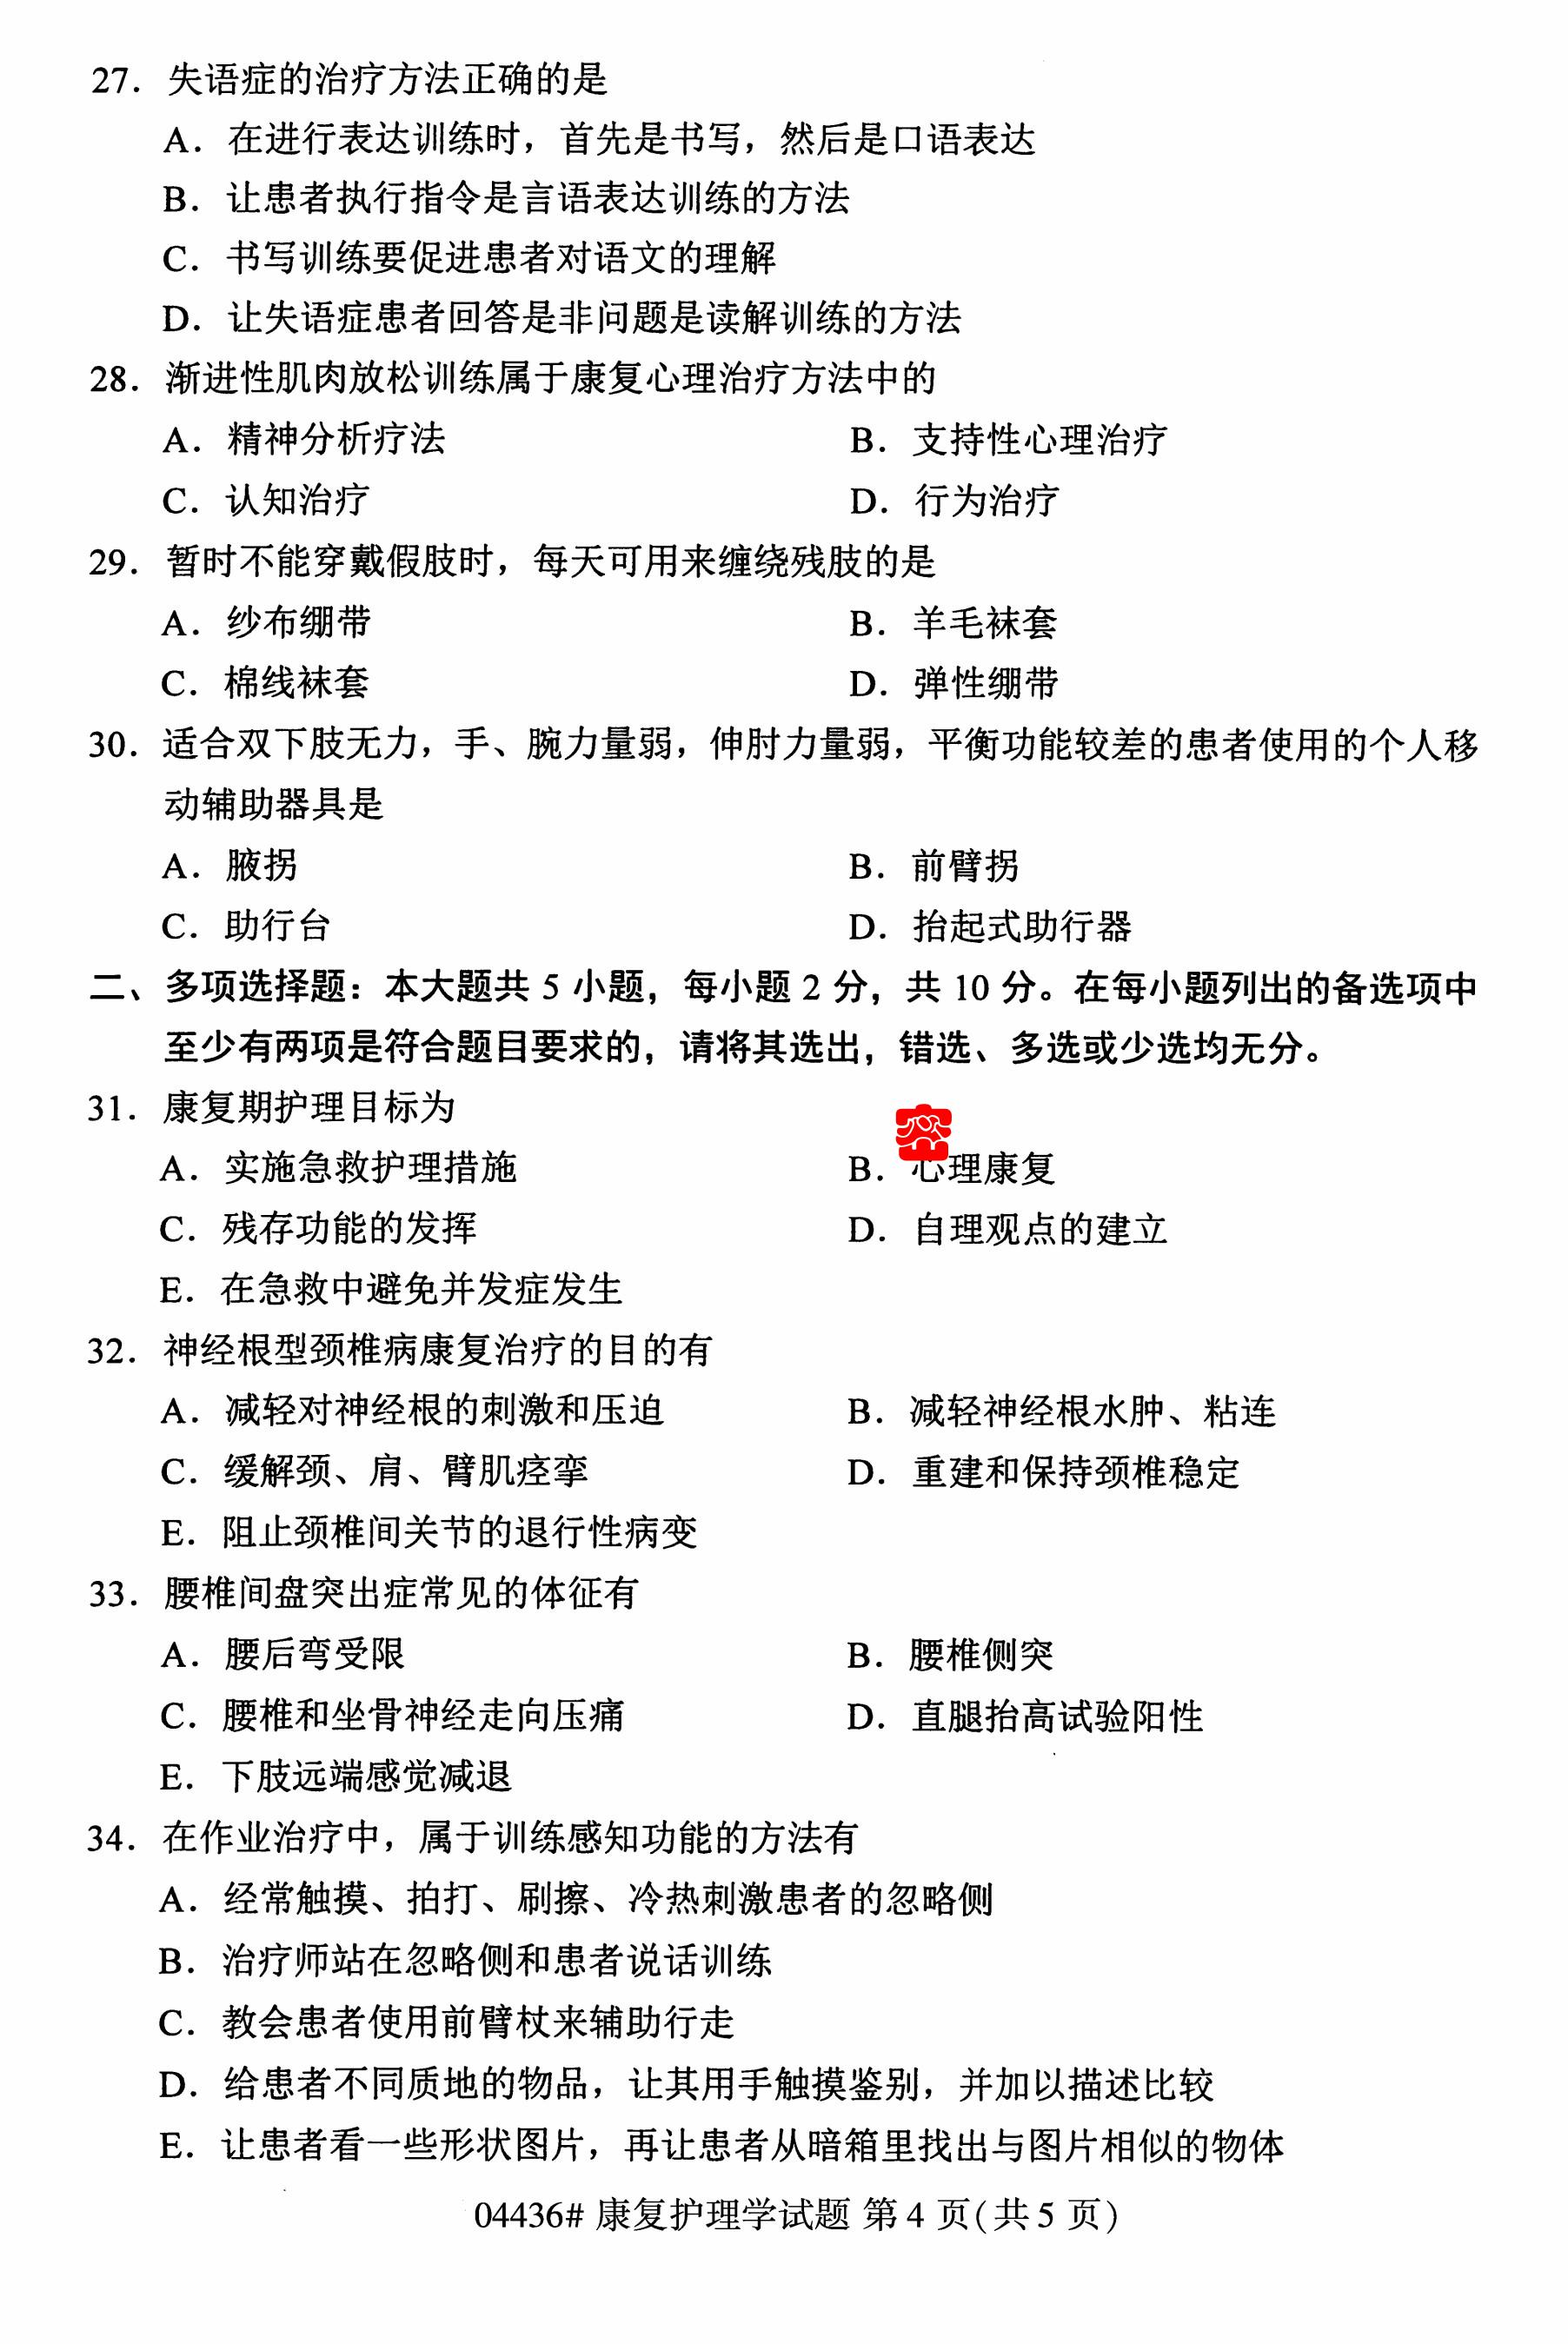 27. 失语症的治疗方法正确的是
A. 在进行表达训练时，首先是书写，然后是口语表达
B. 让患者执行指令是言语表达训练的方法
C. 书写训练要促进患者对语文的理解
D. 让失语症患者回答是非问题是读解训练的方法
28. 渐进性肌肉放松训练属于康复心理治疗方法中的
A. 精神分析疗法 B. 支持性心理治疗
C. 认知治疗 D. 行为治疗
29. 暂时不能穿戴假肢时，每天可用来缠绕残肢的是
A. 纱布绷带 B. 羊毛袜套
C. 棉线袜套 D. 弹性绷带
30. 适合双下肢无力，手、腕力量弱，伸肘力量弱，平衡功能较差的患者使用的个人移
动辅助器具是
A. 腋拐 B. 前臂拐
C. 助行台 D. 抬起式助行器
二、多项选择题：本大题共 5 小题，每小题 2 分，共 10 分。在每小题列出的备选项中
至少有两项是符合题目要求的，请将其选出，错选、多选或少选均无分。
31. 康复期护理目标为
A. 实施急救护理措施 B. 心理康复
C. 残存功能的发挥 D. 自理观点的建立
E. 在急救中避免并发症发生
32. 神经根型颈椎病康复治疗的目的有
A. 减轻对神经根的刺激和压迫 B. 减轻神经根水肿、粘连
C. 缓解颈、肩、臂肌痉挛 D. 重建和保持颈椎稳定
E. 阻止颈椎间关节的退行性病变
33. 腰椎间盘突出症常见的体征有
A. 腰后弯受限 B. 腰椎侧突
C. 腰椎和坐骨神经走向压痛 D. 直腿抬高试验阳性
E. 下肢远端感觉减退
34. 在作业治疗中，属于训练感知功能的方法有
A. 经常触摸、拍打、刷擦、冷热刺激患者的忽略侧
B. 治疗师站在忽略侧和患者说话训练
C. 教会患者使用前臂杖来辅助行走
D. 给患者不同质地的物品，让其用手触摸鉴别，并加以描述比较
E. 让患者看一些形状图片，再让患者从暗箱里找出与图片相似的物体
04436# 康复护理学试题 第 4 页(共 5 页)